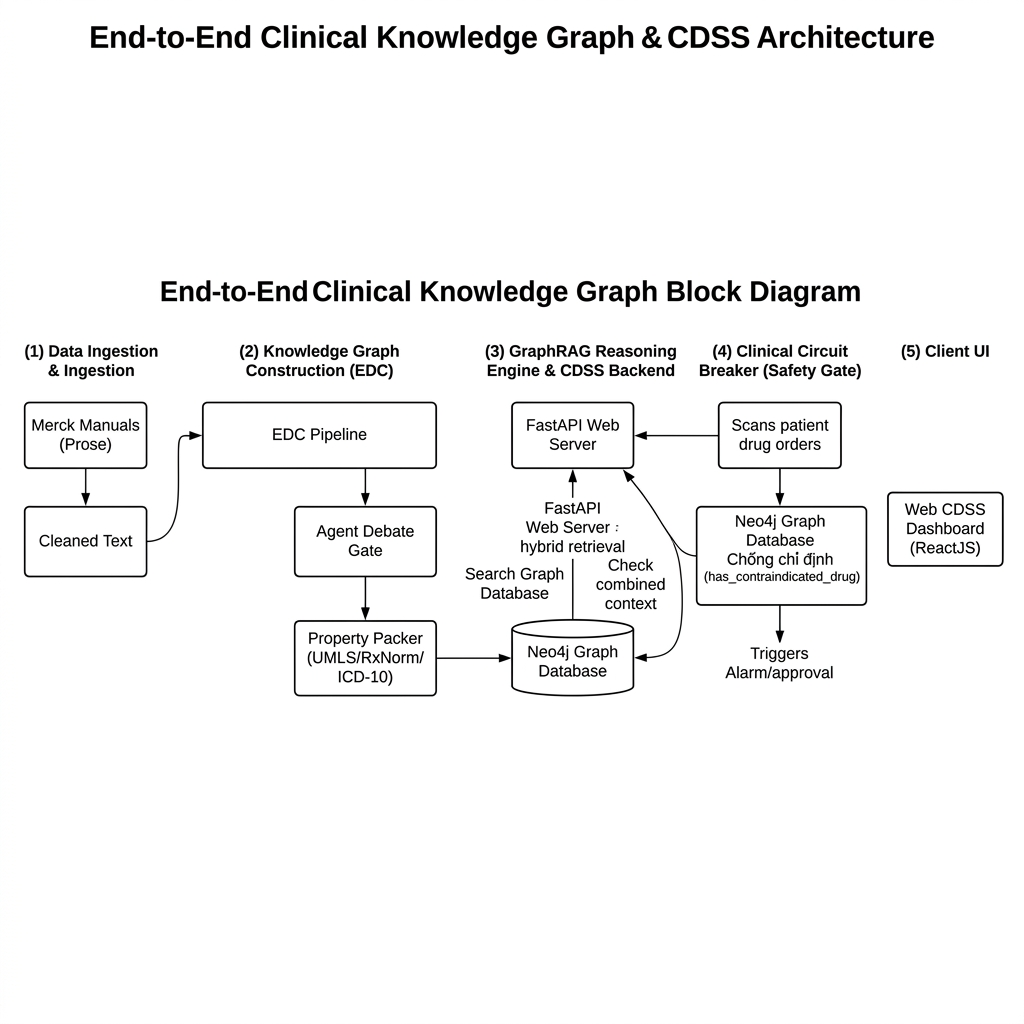 End-to-End Clinical Knowledge Graph & CDSS Architecture
End-to-End Clinical Knowledge Graph Block Diagram
(1) Data Ingestion
& Ingestion
(2) Knowledge Graph
Construction (EDC)
(3) GraphRAG Reasoning
Engine & CDSS Backend
(4) Clinical Circuit
Breaker (Safety Gate)
(5) Client UI
Merck Manuals
(Prose)
Cleaned Text
EDC Pipeline
Agent Debate
Gate
Property Packer
(UMLS/RxNorm/
ICD-10)
FastAPI Web
Server
FastAPI
Web Server :
hybrid retrieval
Search Graph
Database
Check
combined
context
Neo4j Graph
Database
Scans patient
drug orders
Neo4j Graph
Database
Chống chỉ định
(has_contraindicated_drug)
Triggers
Alarm/approval
Web CDSS
Dashboard
(ReactJS)